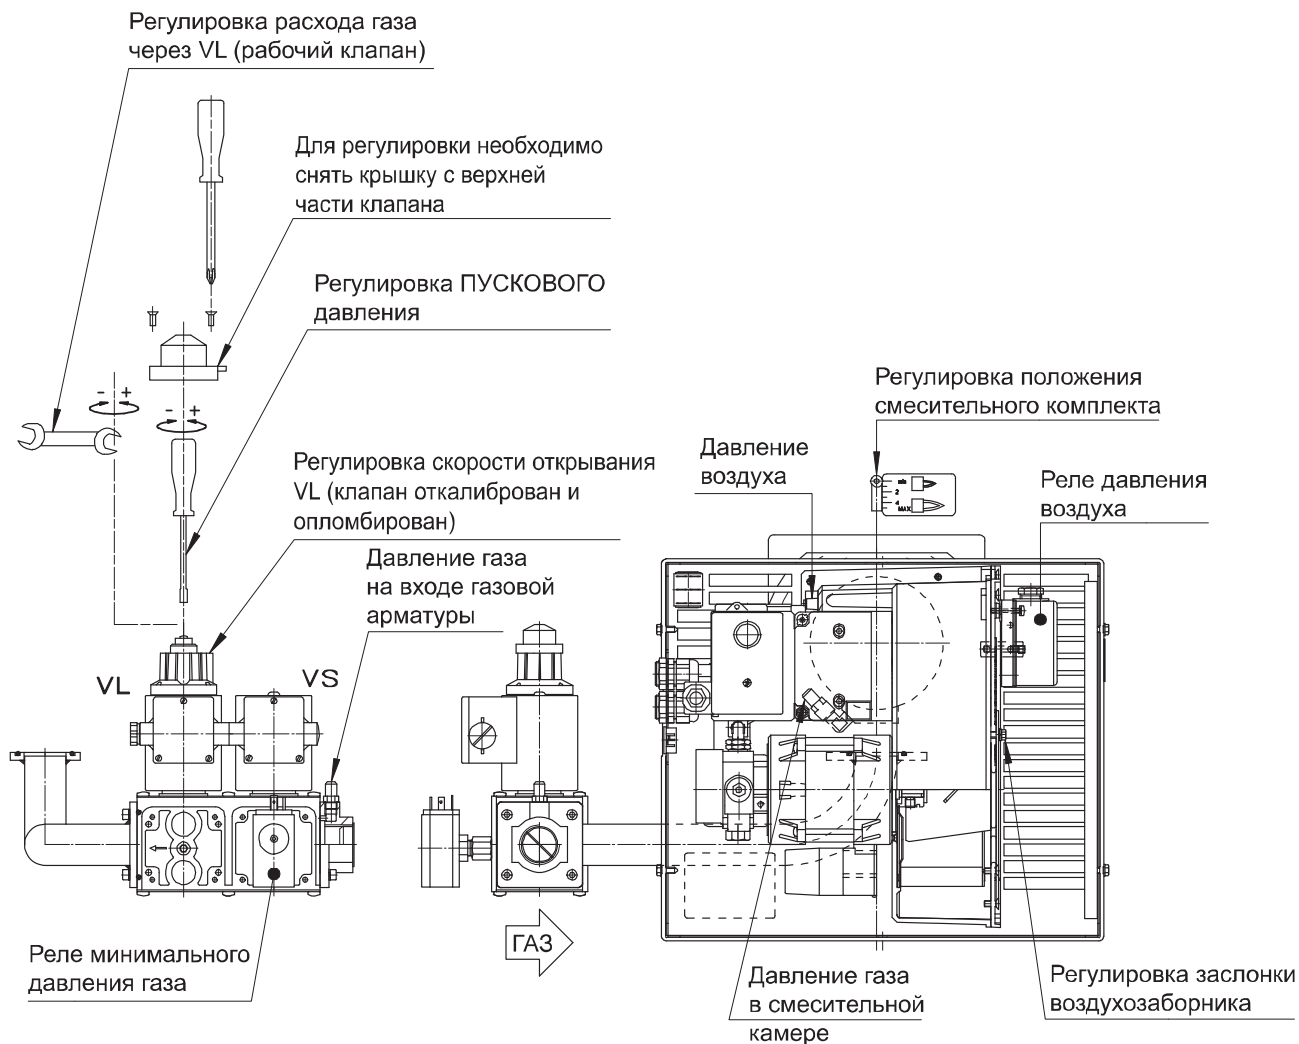 Регулировка расхода газа
через VL (рабочий клапан)
Для регулировки необходимо
снять крышку с верхней
части клапана
Регулировка ПУСКОВОГО
давления
- +
- +
Регулировка скорости открывания
VL (клапан откалиброван и
опломбирован)
Давление газа
на входе газовой
арматуры
Регулировка положения
смесительного комплекта
Давление
воздуха
min
2
4
MAX
Реле давления
воздуха
VL
VS
ГАЗ
Реле минимального
давления газа
Давление газа
в смесительной
камере
Регулировка заслонки
воздухозаборника